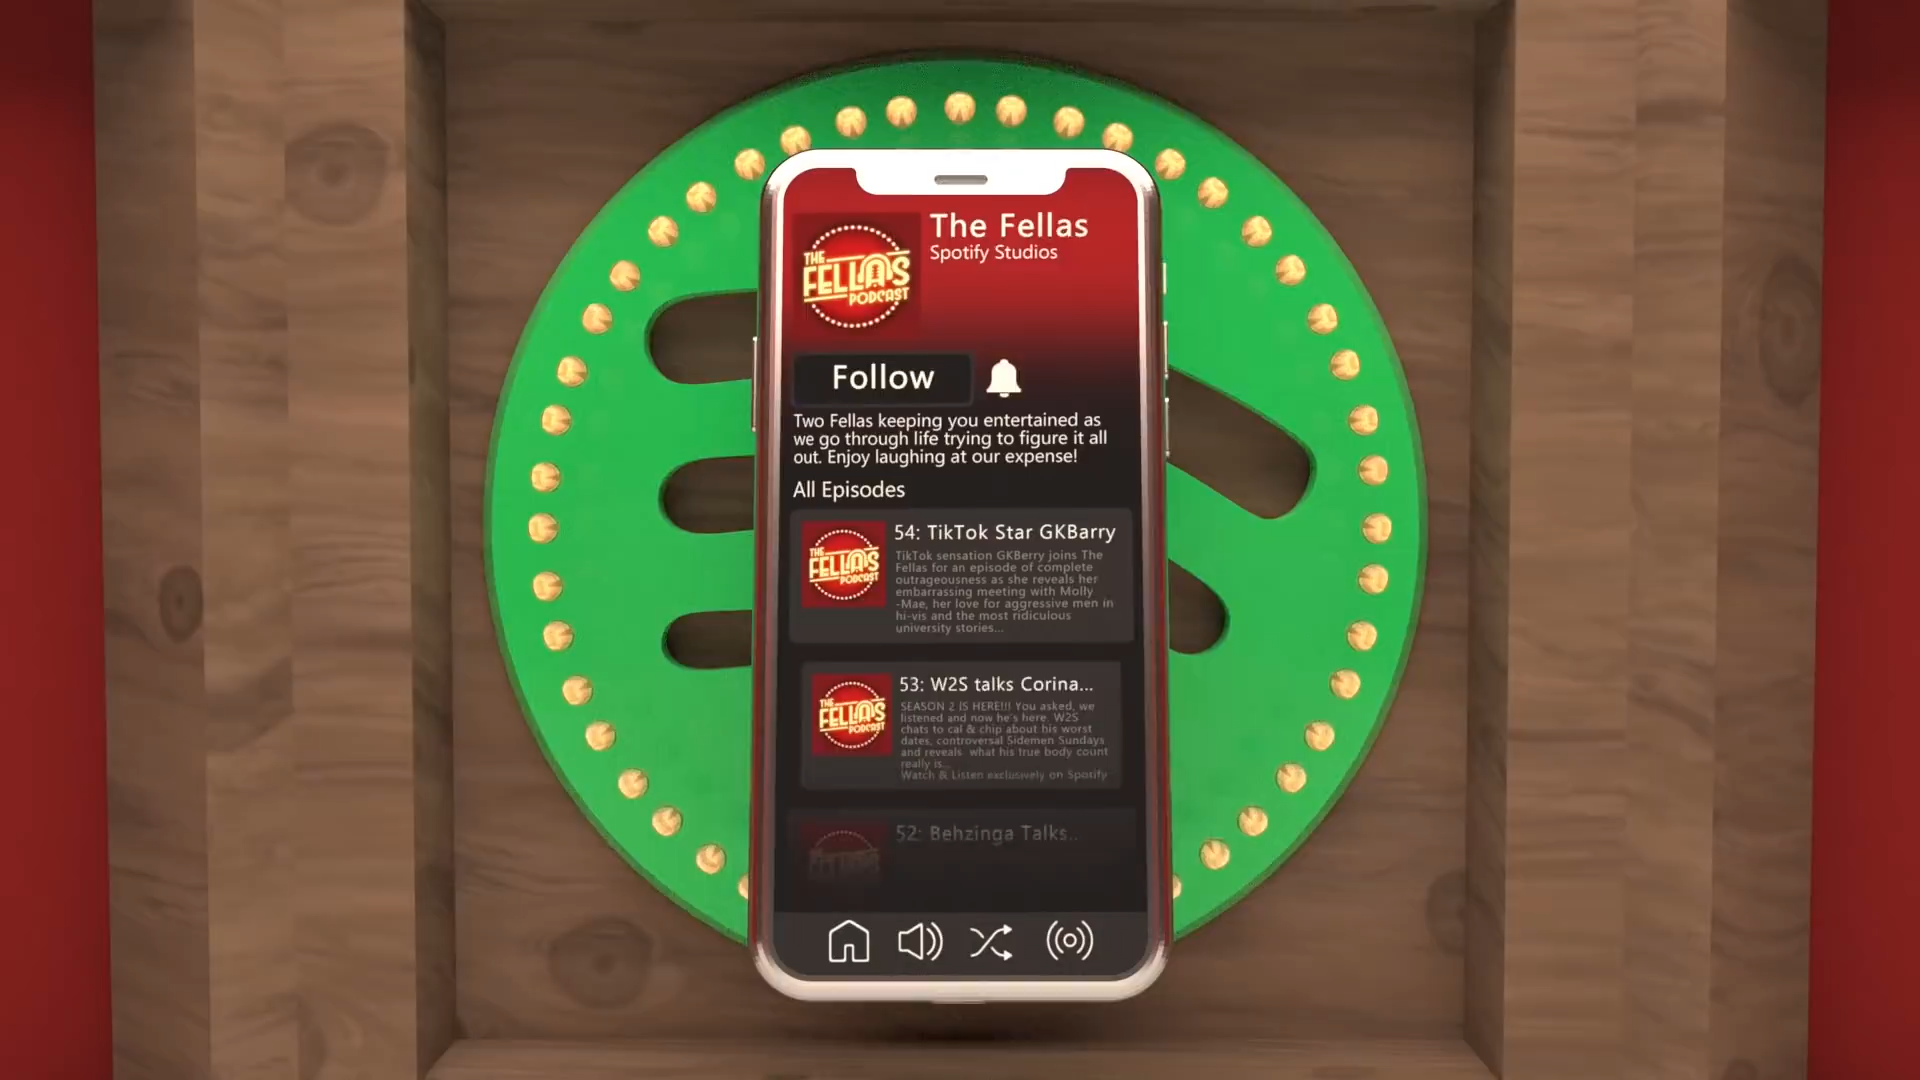 The Fellas
Spotify Studios
THE
FELLAS
PODCAST
Follow
Two Fellas keeping you entertained as
we go through life trying to figure it all
out. Enjoy laughing at our expense!
All Episodes
THE
FELLAS
PODCAST
54: TikTok Star GKBarry
TikTok sensation GKBerry joins The
Fellas for an episode of complete
outrageousness as she reveals her
embarrassing meeting with Molly
-Mae, her love for aggressive men in
hi-vis and the most ridiculous
university stories...
THE
FELLAS
PODCAST
53: W2S talks Corina...
SEASON 2 IS HERE!!! You asked, we
listened and now he's here. W2S
chats to cal & chip about his worst
dates, controversal Sidemen Sundays
and reveals what his true body count
really is...
Watch & Listen exclusively on Spotify
52: Behzinga Talks..